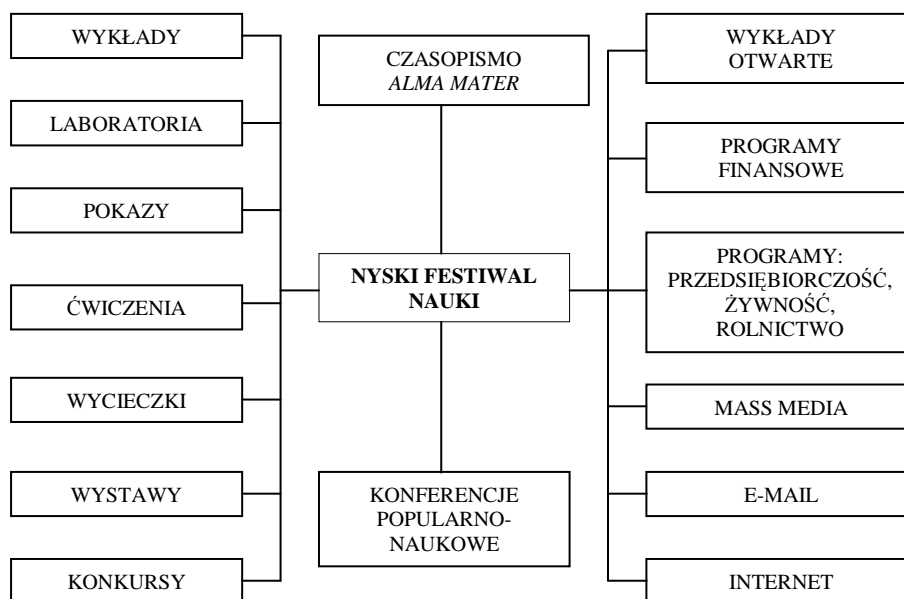 WYKŁADY
LABORATORIA
POKAZY
ĆWICZENIA
WYCIECZKI
WYSTAWY
KONKURSY
CZASOPISMO
ALMA MATER
NYSKI FESTIWAL
NAUKI
KONFERENCJE
POPULARNO-
NAUKOWE
WYKŁADY
OTWARTE
PROGRAMY
FINANSOWE
PROGRAMY:
PRZEDSIĘBIORCZOŚĆ,
ŻYWNOŚĆ,
ROLNICTWO
MASS MEDIA
E-MAIL
INTERNET